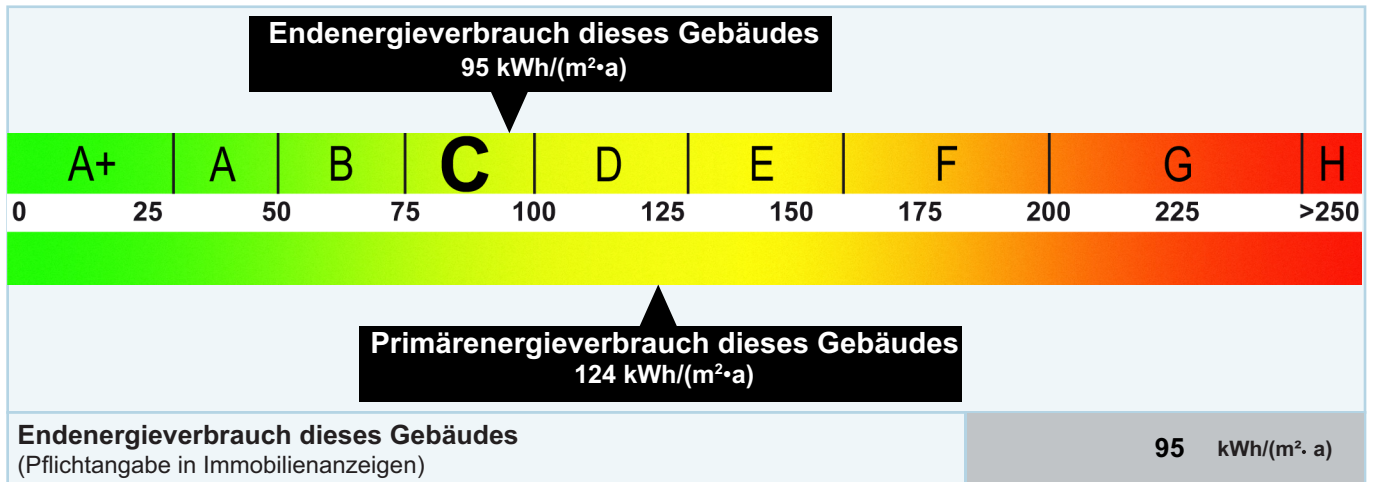 Endenergieverbrauch dieses Gebäudes
95 kWh/(m²•a)
A+ A B C D E F G H
0 25 50 75 100 125 150 175 200 225 >250
Primärenergieverbrauch dieses Gebäudes
124 kWh/(m²•a)
Endenergieverbrauch dieses Gebäudes
(Pflichtangabe in Immobilienanzeigen)
95 kWh/(m²· a)